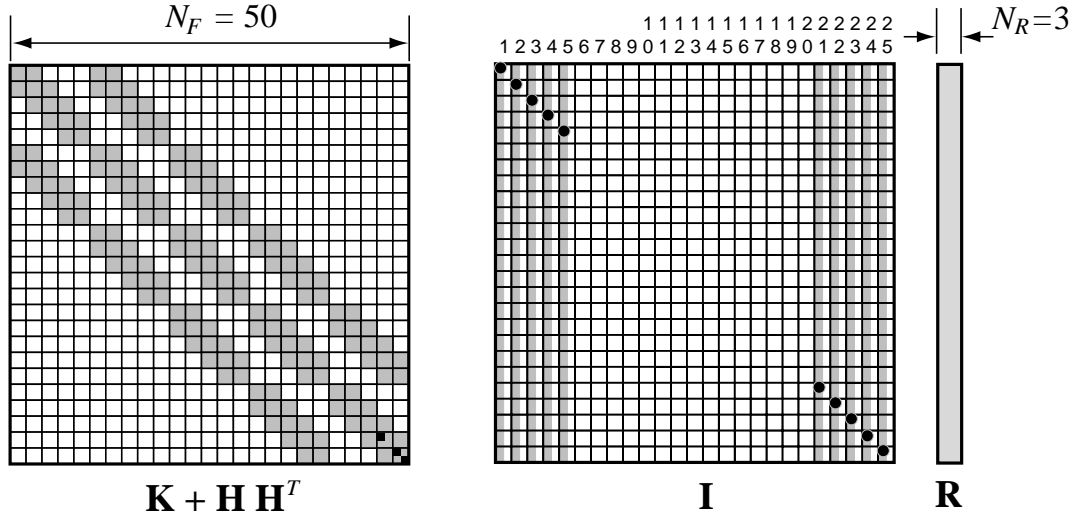 N_F = 50
1 1 1 1 1 1 1 1 1 1 2 2 2 2 2 2
1 2 3 4 5 6 7 8 9 0 1 2 3 4 5 6 7 8 9 0 1 2 3 4 5
N_R=3
K + H H^T
I
R